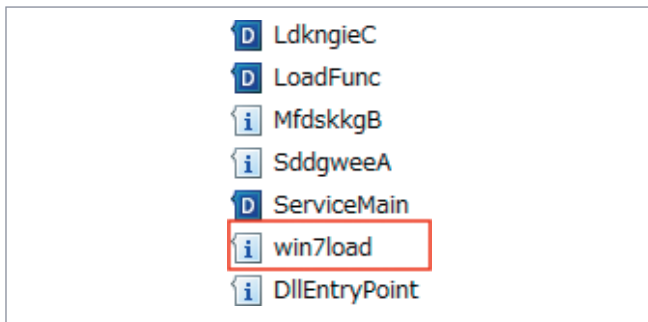 D LdkngieC
D LoadFunc
i MfdskkgB
i SddgweeA
D ServiceMain
i win7load
i DllEntryPoint